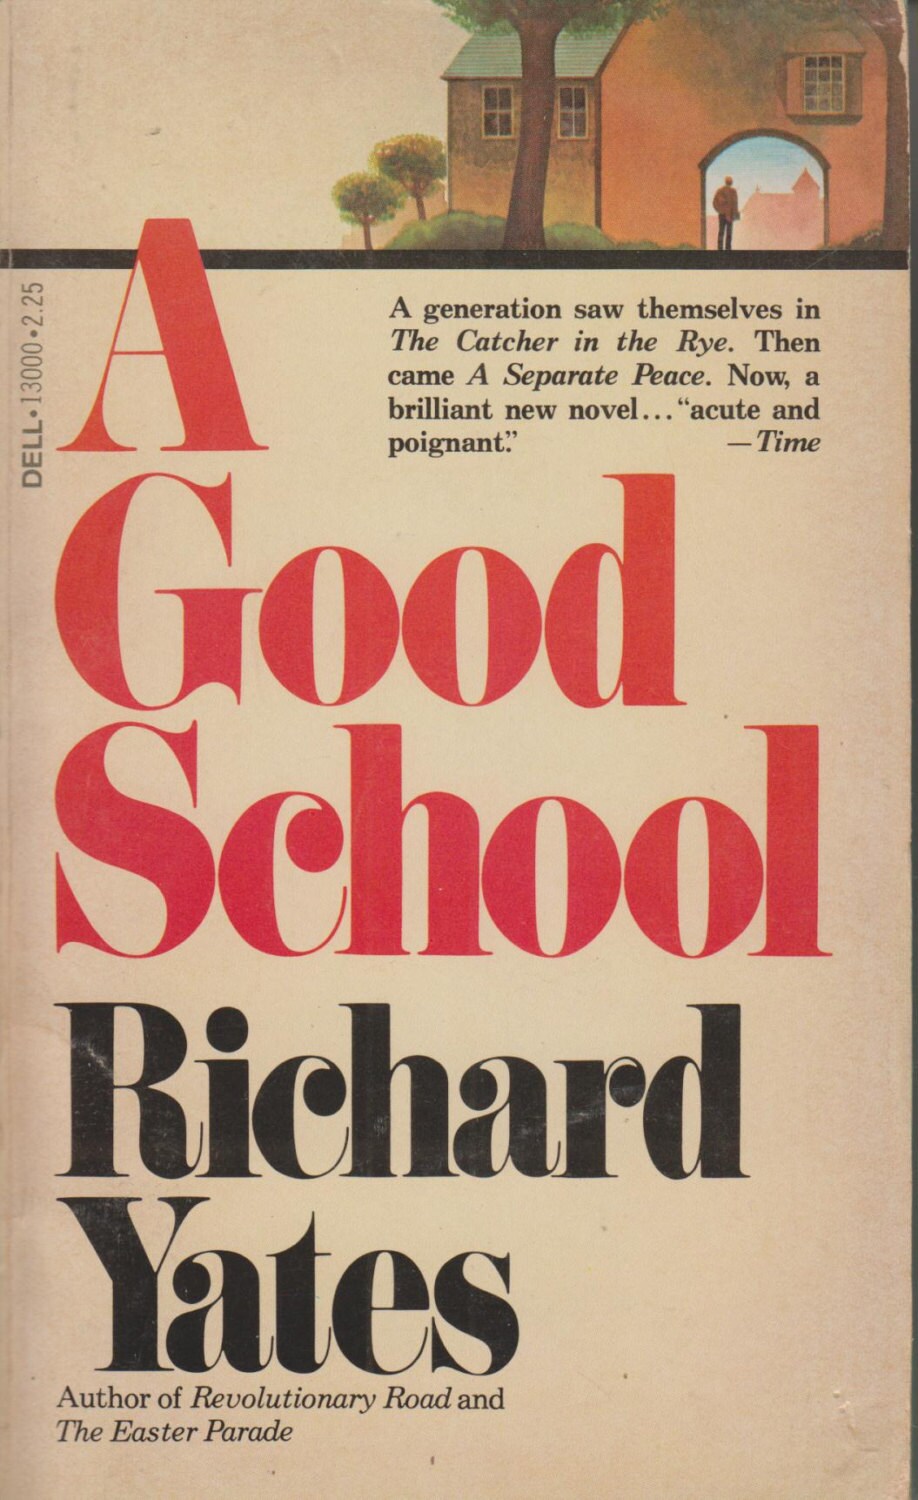 DELL • 13000 • 2.25
A generation saw themselves in
The Catcher in the Rye. Then
came A Separate Peace. Now, a
brilliant new novel... “acute and
poignant.” —Time
A
Good
School
Richard
Yates
Author of Revolutionary Road and
The Easter Parade